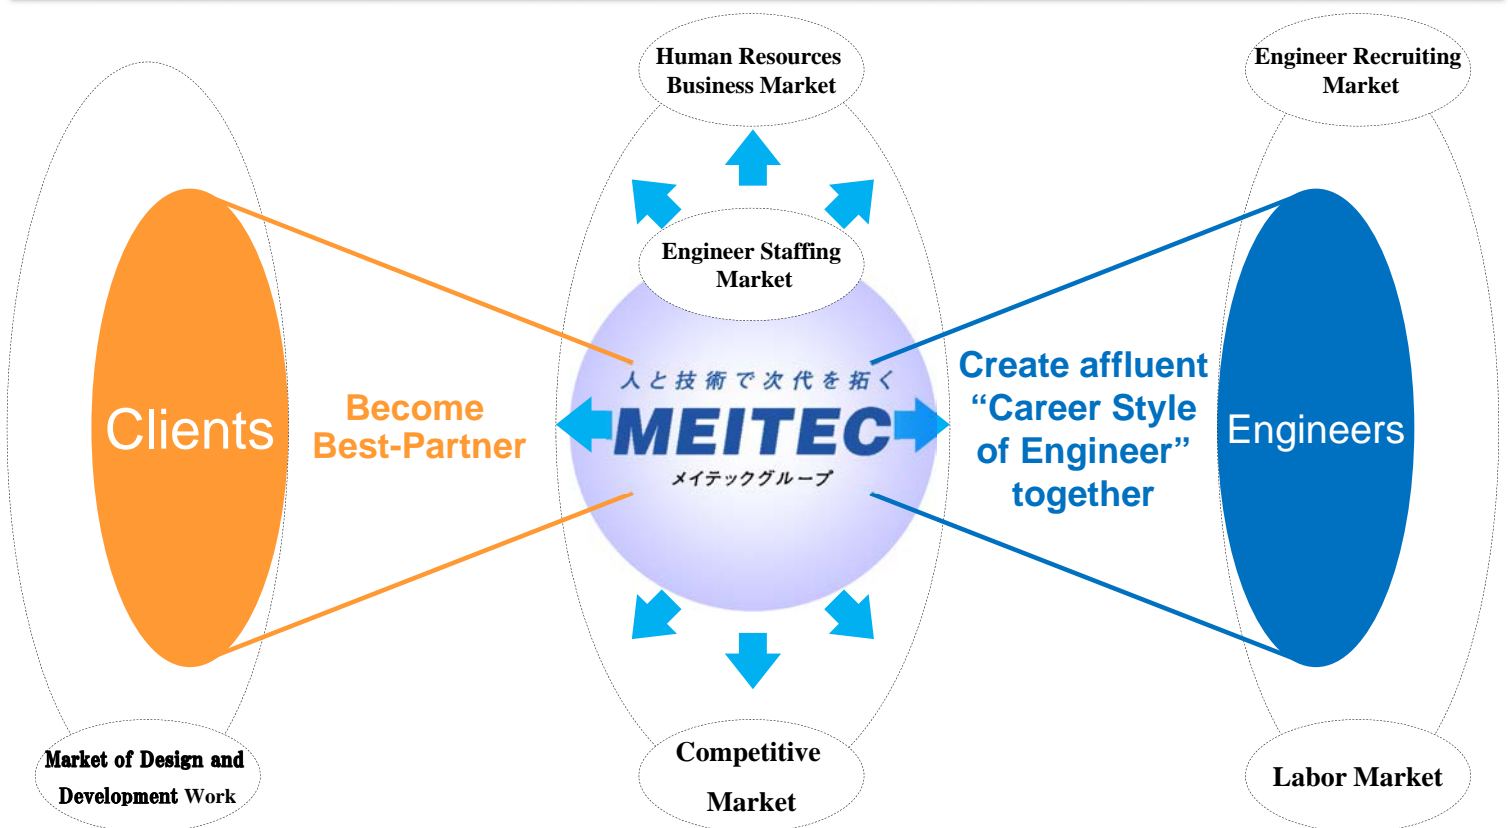 Human Resources
Business Market
Engineer Recruiting
Market
Engineer Staffing
Market
Clients
Become
Best-Partner
人と技術で次代を拓く
MEITEC
メイテックグループ
Create affluent
“Career Style
of Engineer”
together
Engineers
Market of Design and
Development Work
Competitive
Market
Labor Market